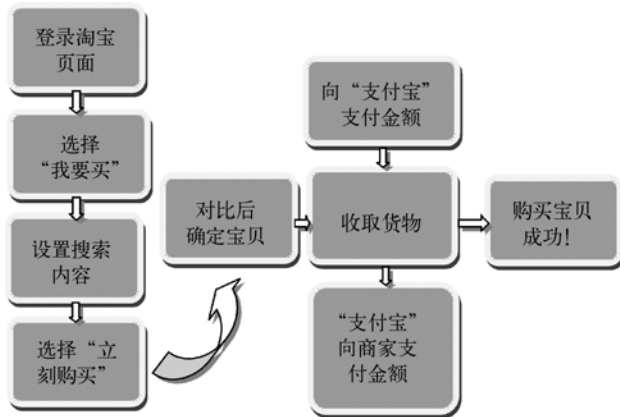 登录淘宝
页面
选择
“我要买”
设置搜索
内容
选择“立
刻购买”
对比后
确定宝贝
向“支付宝”
支付金额
收取货物
“支付宝”
向商家支
付金额
购买宝贝
成功！